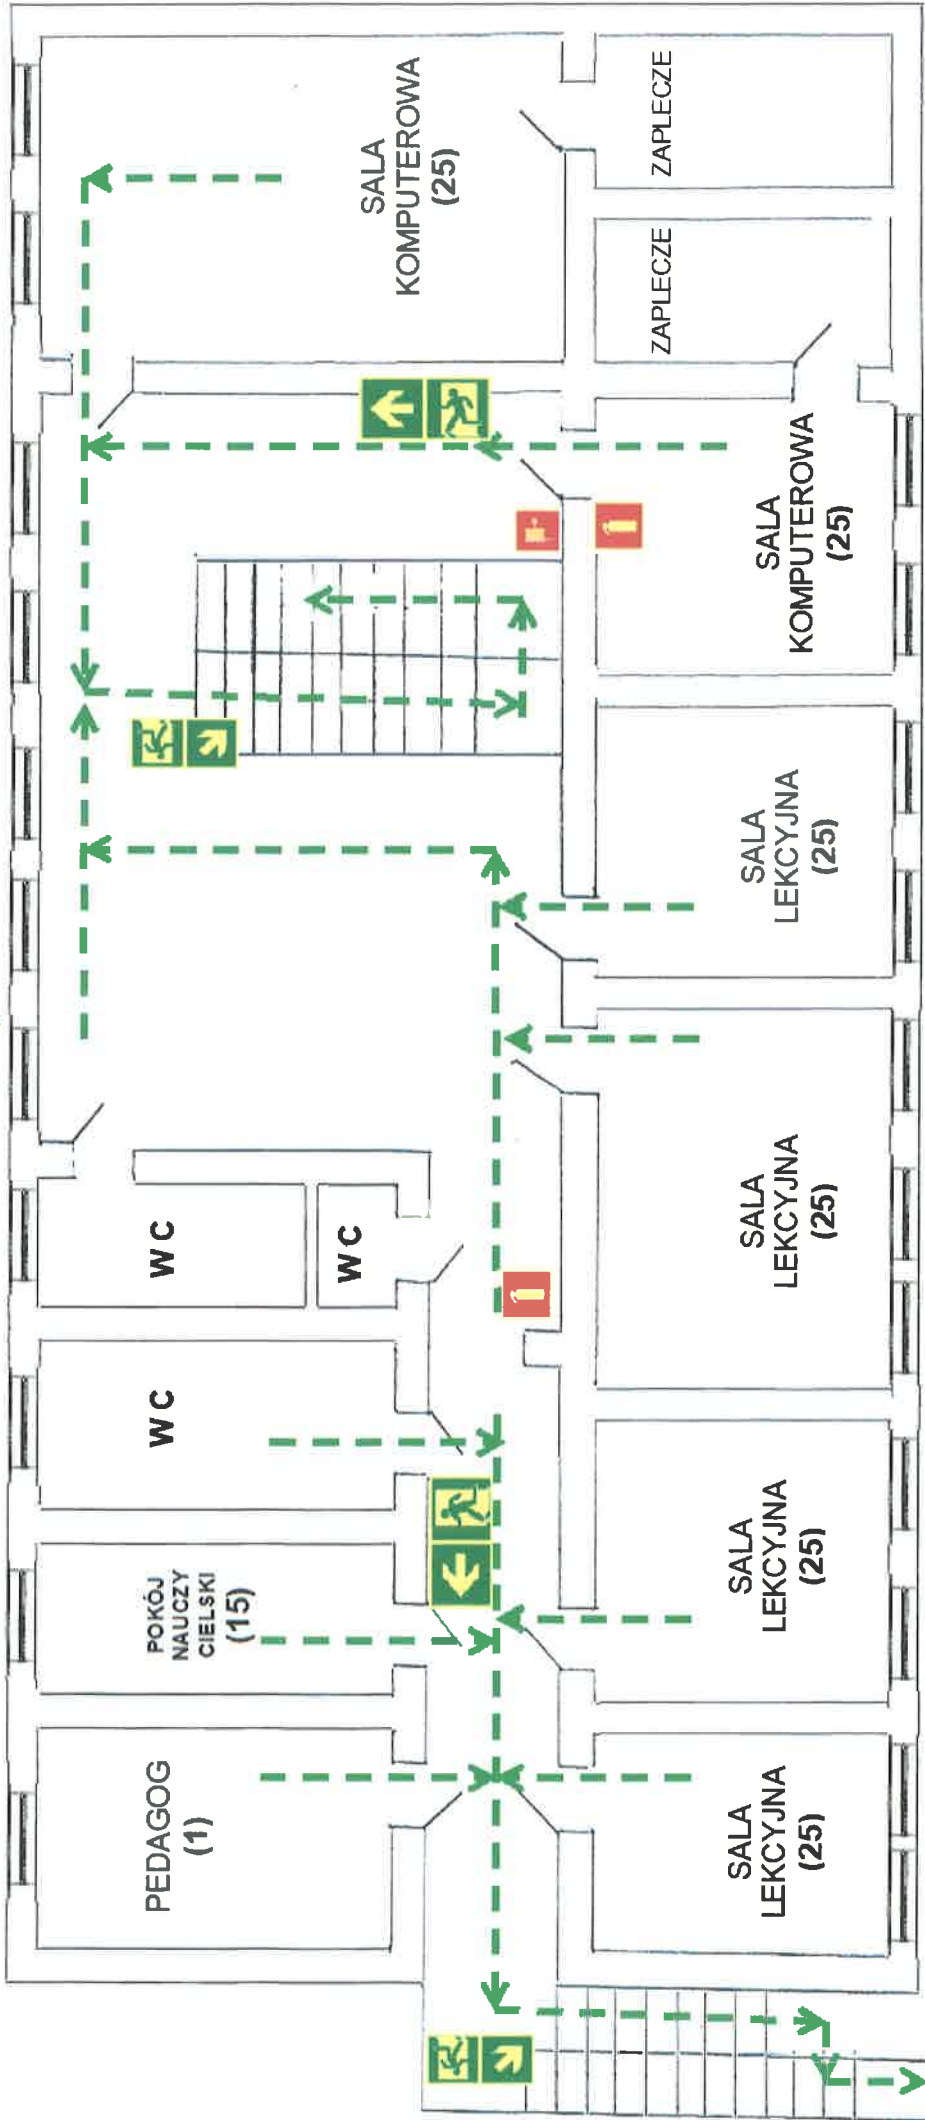 PEDAGOG
(1)
POKÓJ
NAUCZY
CIELSKI
(15)
WC
WC
WC
SALA
KOMPUTEROWA
(25)
ZAPLECZE
ZAPLECZE
SALA
LEKCYJNA
(25)
SALA
LEKCYJNA
(25)
SALA
LEKCYJNA
(25)
SALA
LEKCYJNA
(25)
SALA
KOMPUTEROWA
(25)